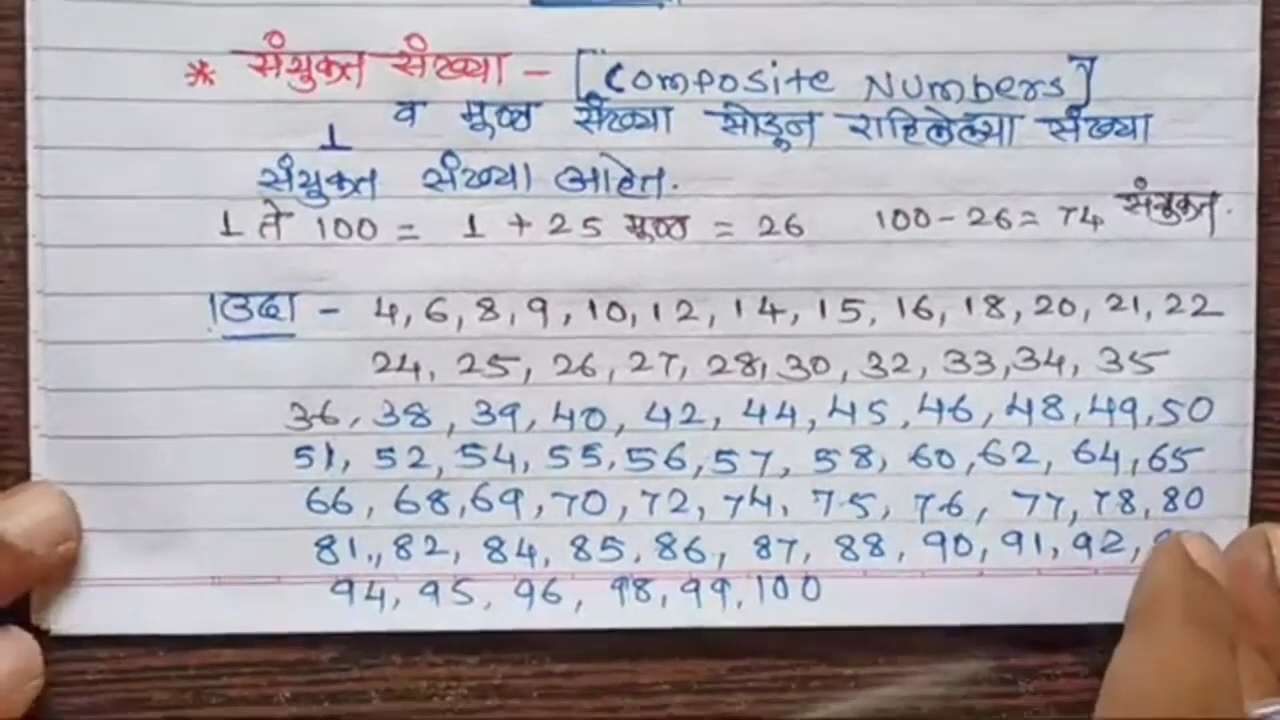 * संयुक्त संख्या - [Composite Numbers]
1 व मूळ संख्या सोडून राहिलेल्या संख्या
संयुक्त संख्या आहेत.
1 ते 100 = 1 + 25 मूळ = 26 100 - 26 = 74 संयुक्त.
उदा - 4, 6, 8, 9, 10, 12, 14, 15, 16, 18, 20, 21, 22
24, 25, 26, 27, 28, 30, 32, 33, 34, 35
36, 38, 39, 40, 42, 44, 45, 46, 48, 49, 50
51, 52, 54, 55, 56, 57, 58, 60, 62, 64, 65
66, 68, 69, 70, 72, 74, 75, 76, 77, 78, 80
81, 82, 84, 85, 86, 87, 88, 90, 91, 92,
94, 95, 96, 98, 99, 100